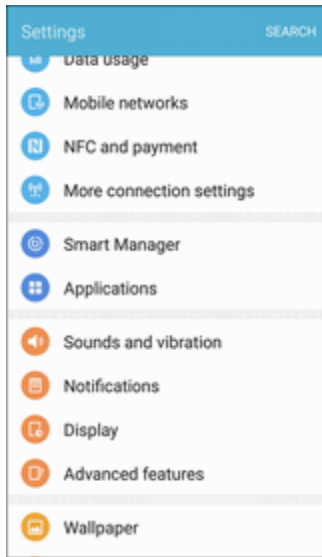 Settings
SEARCH
Data usage
Mobile networks
NFC and payment
More connection settings
Smart Manager
Applications
Sounds and vibration
Notifications
Display
Advanced features
Wallpaper